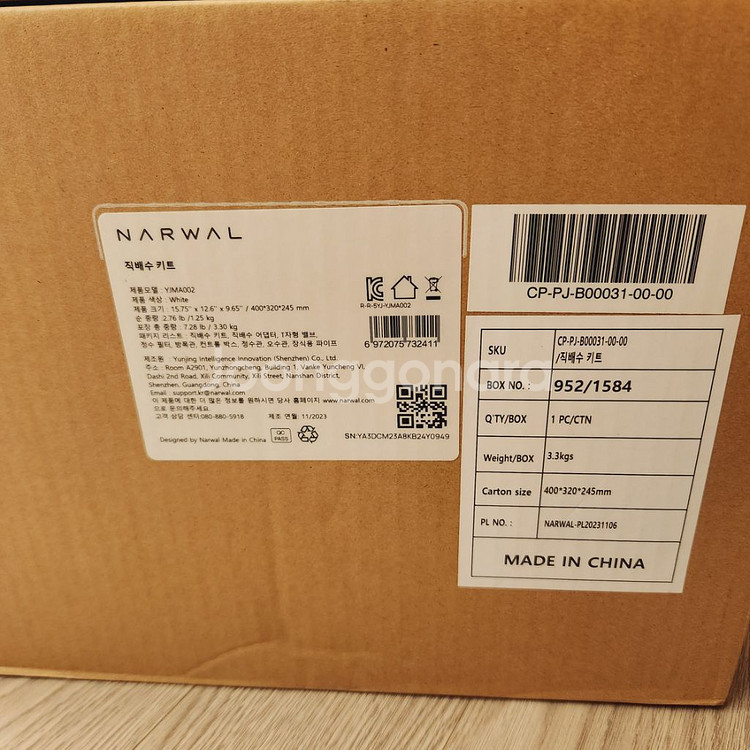 NARWAL
직배수 키트
제품모델 : YJMA002
제품 색상 : White
제품 크기 : 15.75" x 12.6" x 9.65" / 400*320*245 mm
순 중량 : 2.76 lb /1.25 kg
포장 총 중량 : 7.28 lb / 3.30 kg
패키지 리스트 : 직배수 키트, 직배수 어댑터, T자형 밸브,
정수 필터, 방록관, 컨트롤 박스, 정수관, 오수관, 장식용 파이프
제조원 : Yunjing Intelligence Innovation (Shenzhen) Co., Ltd.
주소 : Room A2901, Yunzhongcheng, Building 1, Vanke Yuncheng VI,
Dashi 2nd Road, Xili Community, Xili Street, Nanshan District,
Shenzhen, Guangdong, China
Email : support.kr@narwal.com
이 제품에 대한 더 많은 정보를 원하시면 당사 홈페이지 www.narwal.com
으로 문의해주세요.
고객 상담 센터:080-880-5918 제조 연월 : 11/2023
Designed by Narwal Made in China
QC
PASS
R-R-5YJ-YJMA002
6 972075 732411
SN:YA3DCM23A8KB24Y0949
CP-PJ-B00031-00-00
SKU CP-PJ-B00031-00-00
/직배수 키트
BOX NO. : 952/1584
Q'TY/BOX 1 PC/CTN
Weight/BOX 3.3kgs
Carton size 400*320*245mm
PL NO. : NARWAL-PL20231106
MADE IN CHINA